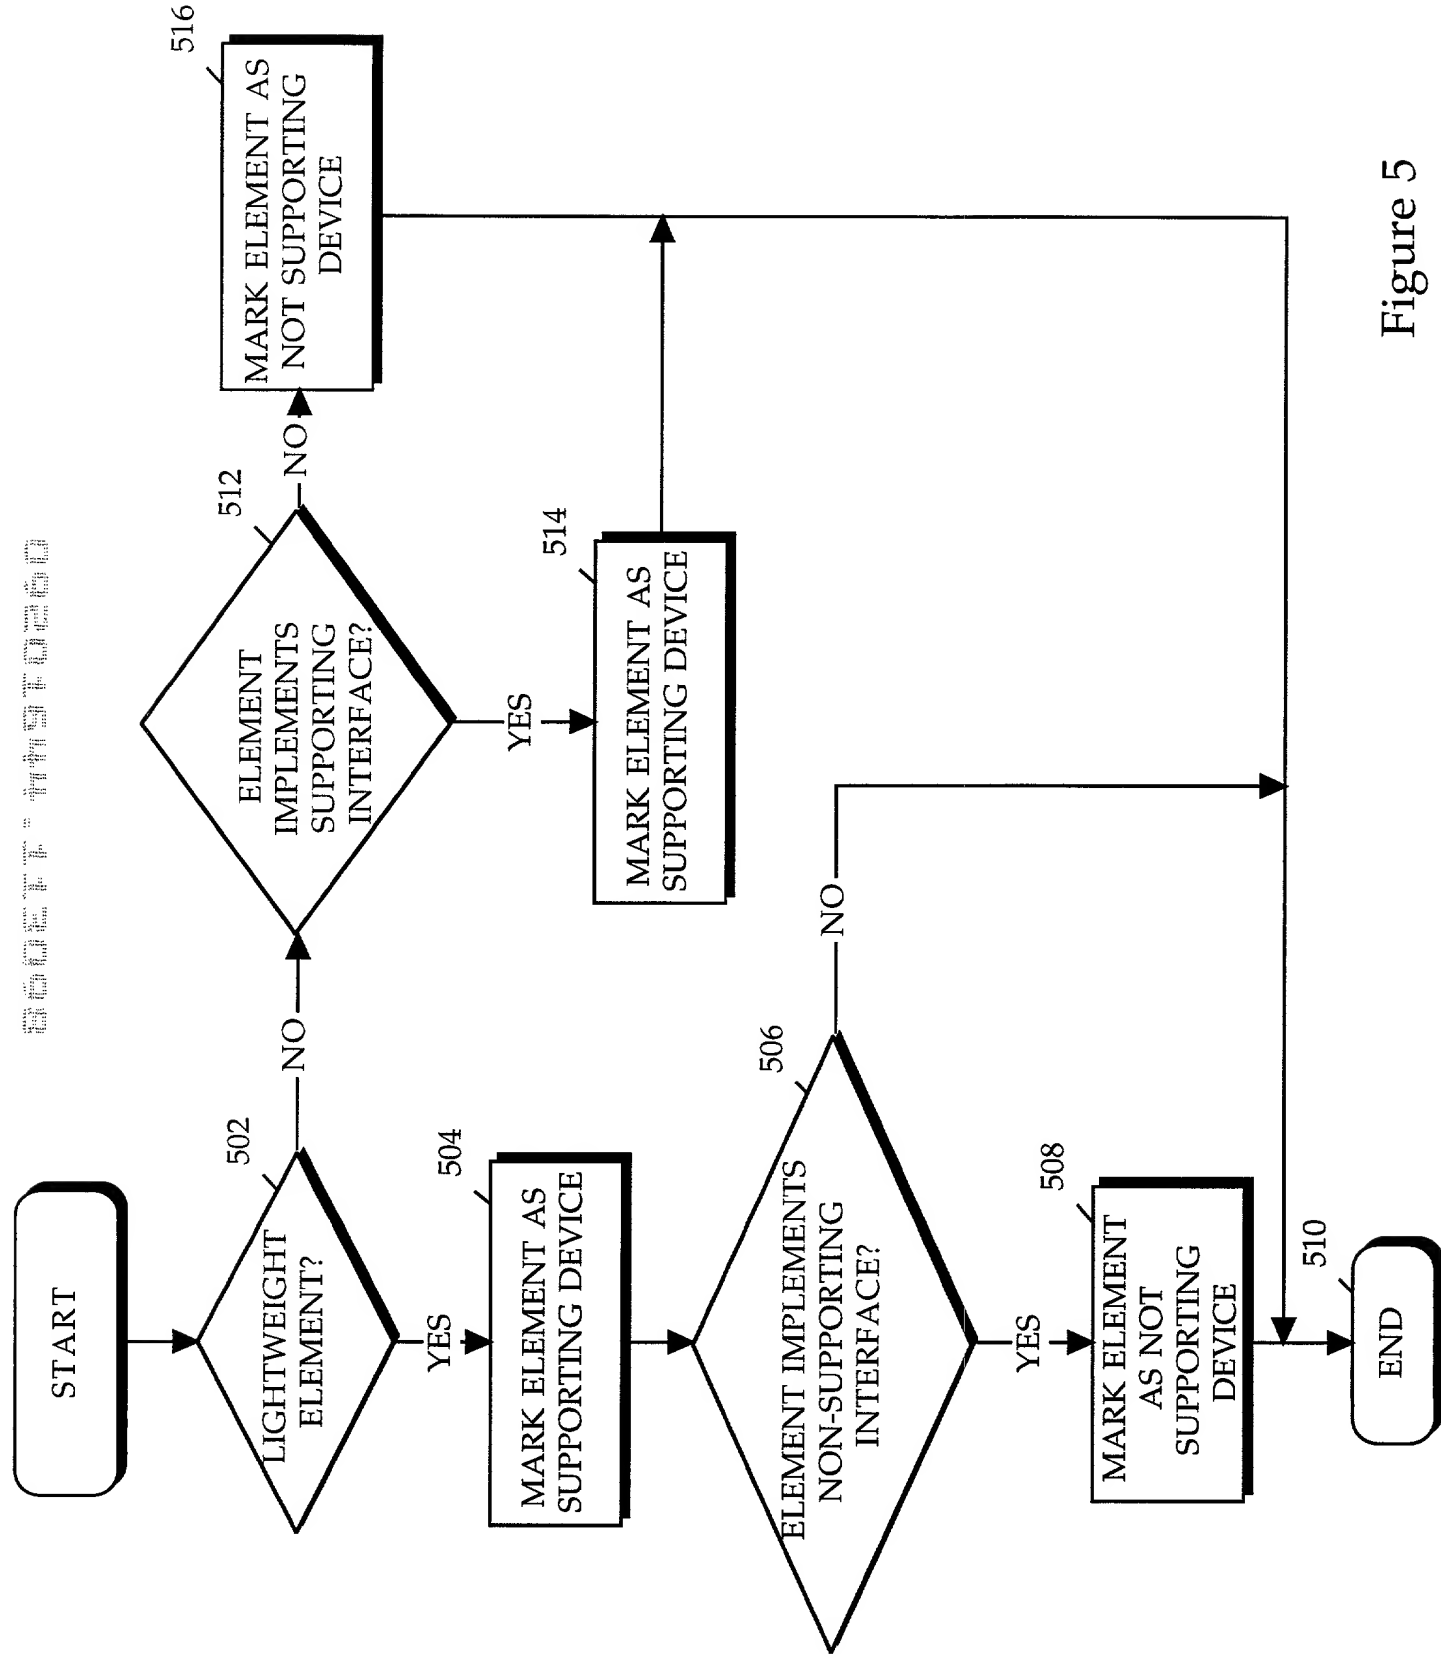 START
502
LIGHTWEIGHT
ELEMENT?
NO
YES
504
MARK ELEMENT AS
SUPPORTING DEVICE
506
ELEMENT IMPLEMENTS
NON-SUPPORTING
INTERFACE?
NO
YES
508
MARK ELEMENT
AS NOT
SUPPORTING
DEVICE
510
END
512
ELEMENT
IMPLEMENTS
SUPPORTING
INTERFACE?
NO
YES
514
MARK ELEMENT AS
SUPPORTING DEVICE
516
MARK ELEMENT AS
NOT SUPPORTING
DEVICE
Figure 5